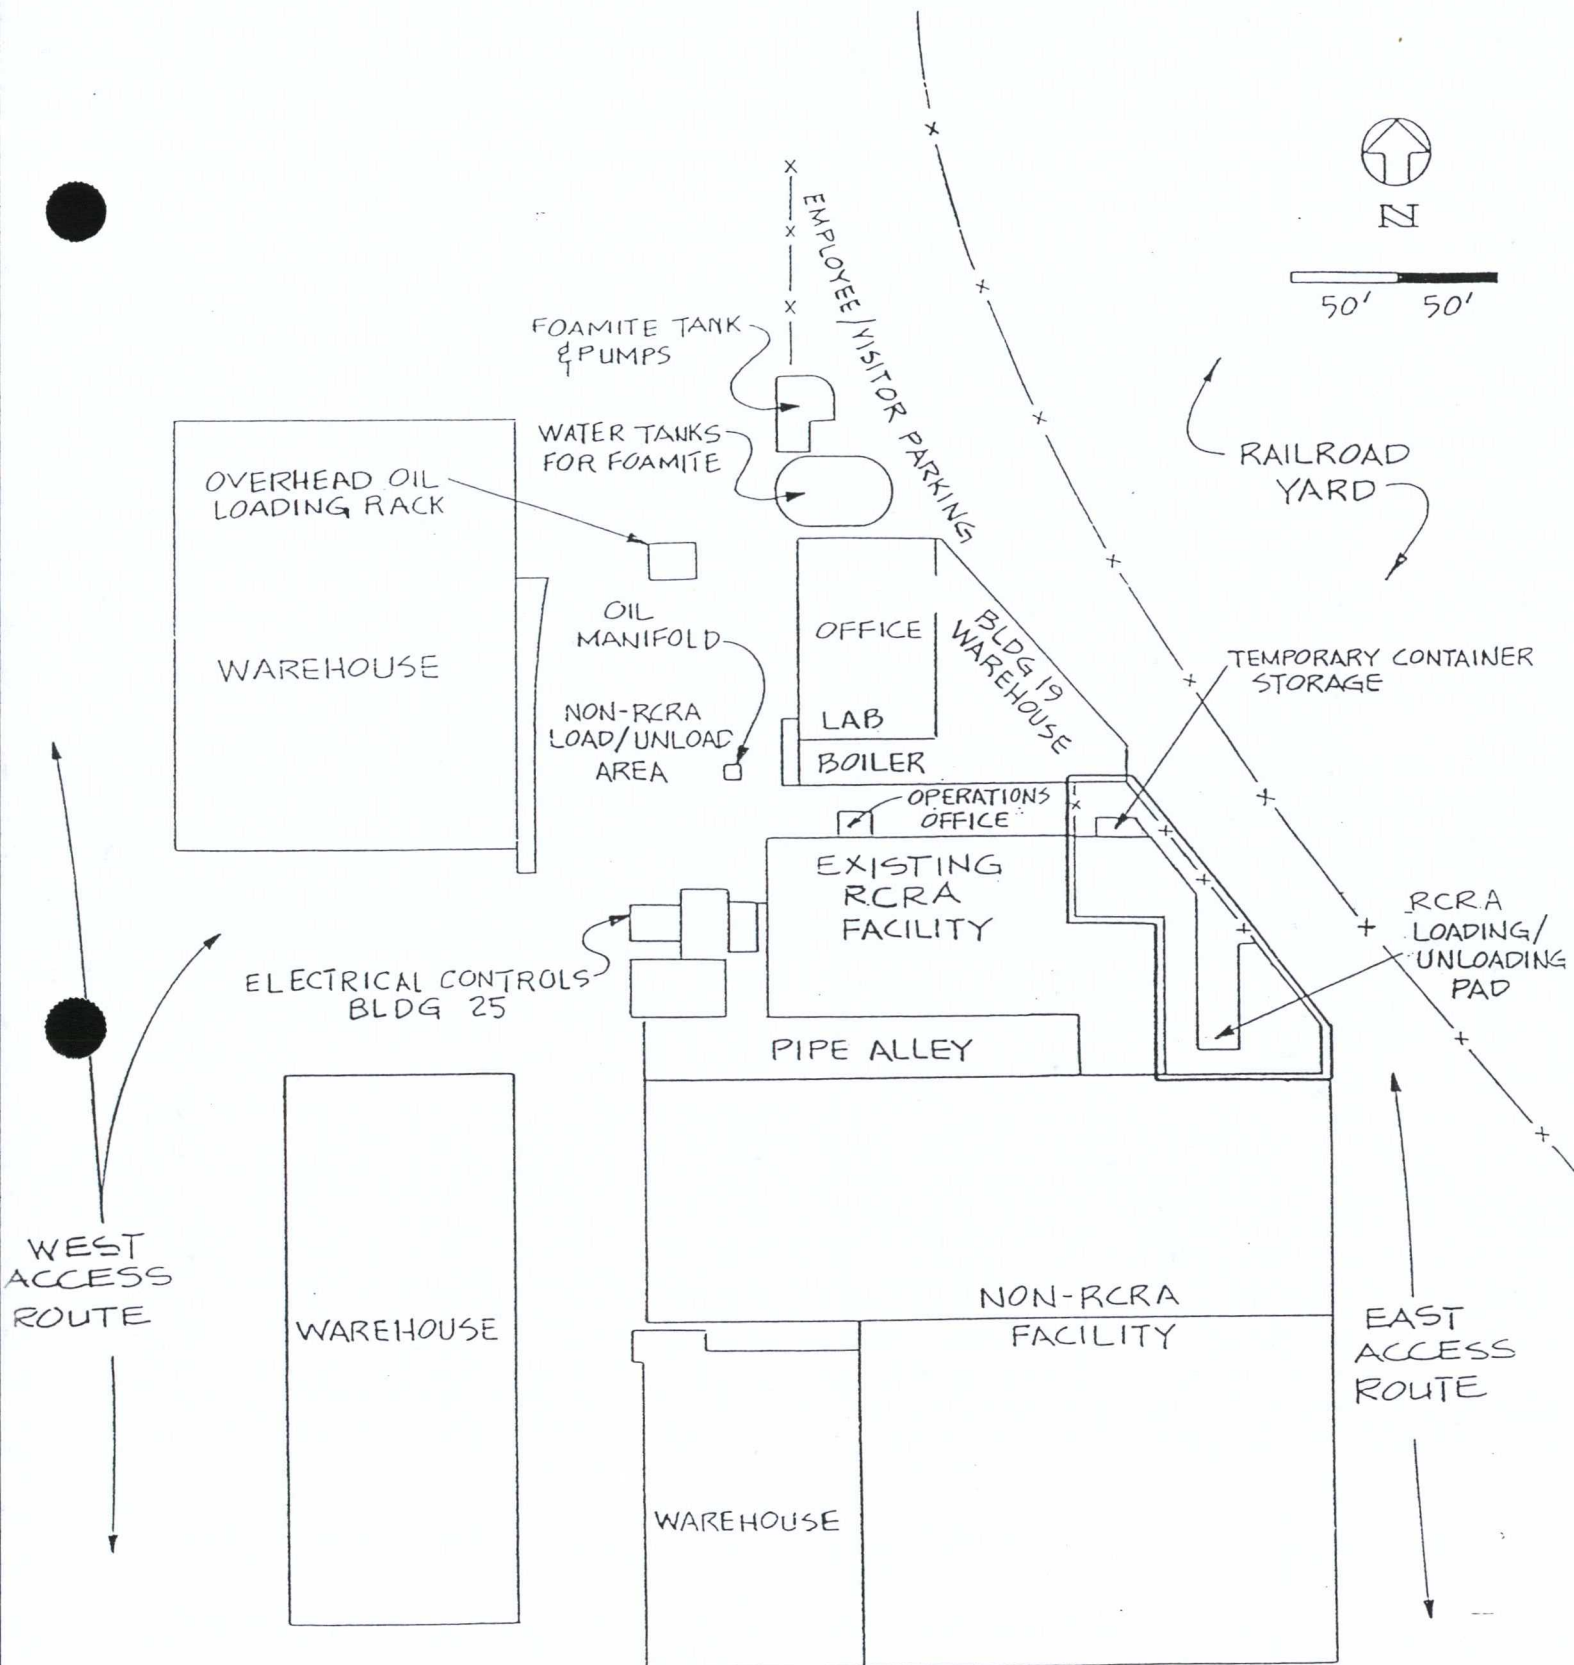 N
50' 50'
EMPLOYEE/VISITOR PARKING
FOAMITE TANK
& PUMPS
WATER TANKS
FOR FOAMITE
RAILROAD
YARD
OVERHEAD OIL
LOADING RACK
WAREHOUSE
OIL
MANIFOLD
NON-RCRA
LOAD/UNLOAD
AREA
OFFICE
LAB
BOILER
BLDG 19
WAREHOUSE
TEMPORARY CONTAINER
STORAGE
OPERATIONS
OFFICE
EXISTING
RCRA
FACILITY
RCRA
LOADING/
UNLOADING
PAD
ELECTRICAL CONTROLS
BLDG 25
PIPE ALLEY
WEST
ACCESS
ROUTE
WAREHOUSE
NON-RCRA
FACILITY
EAST
ACCESS
ROUTE
WAREHOUSE